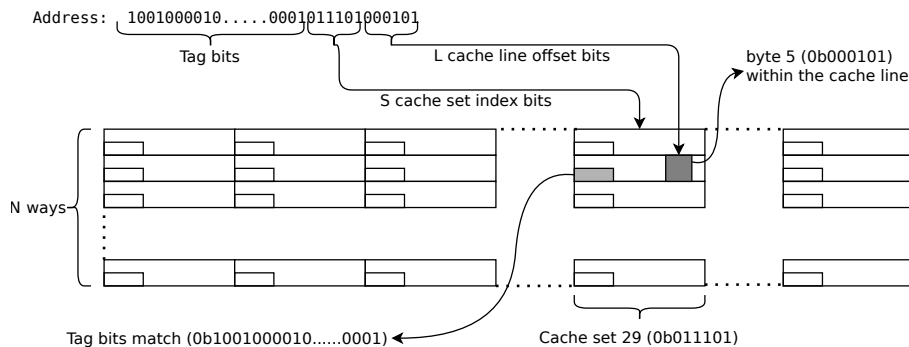 Address: 1001000010.....0001011101000101
Tag bits
L cache line offset bits
byte 5 (0b000101)
within the cache line
S cache set index bits
N ways
Tag bits match (0b1001000010......0001)
Cache set 29 (0b011101)